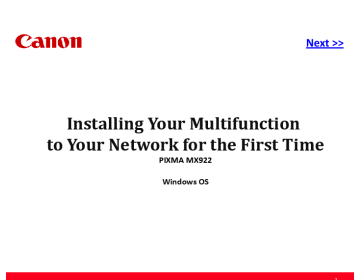 Canon
Next >>
Installing Your Multifunction
to Your Network for the First Time
PIXMA MX922
Windows OS